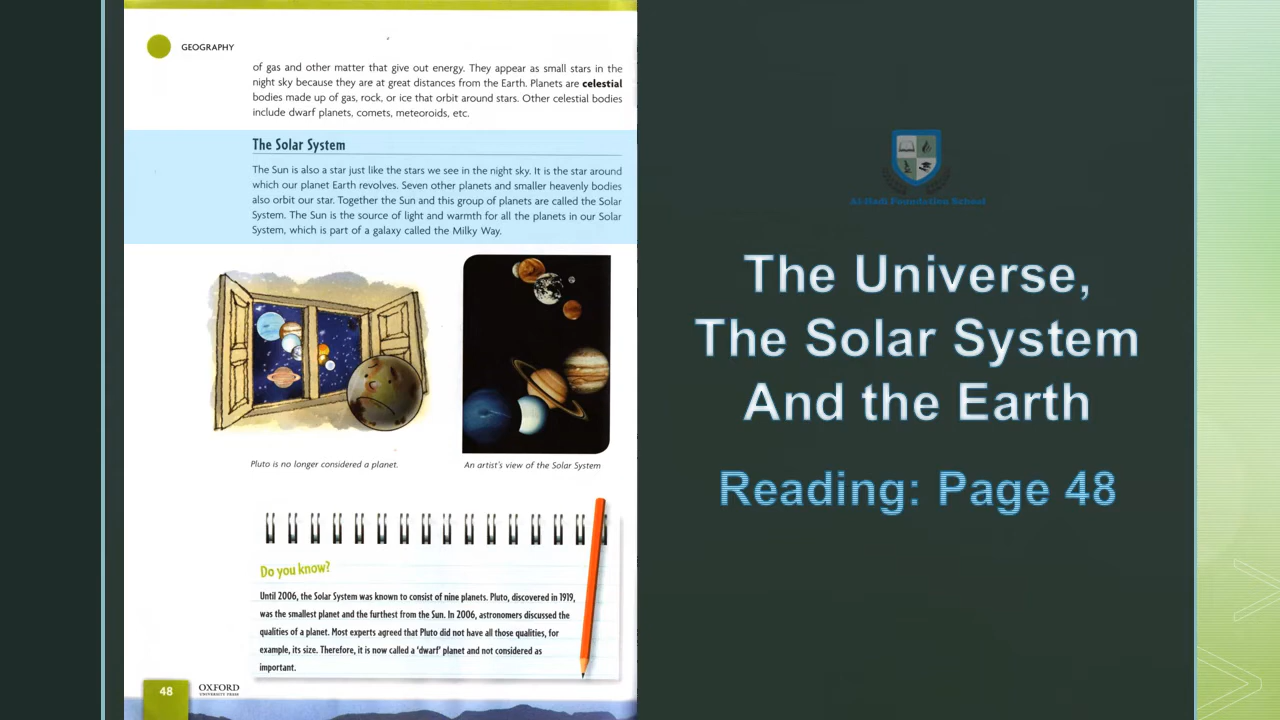 GEOGRAPHY
of gas and other matter that give out energy. They appear as small stars in the
night sky because they are at great distances from the Earth. Planets are celestial
bodies made up of gas, rock, or ice that orbit around stars. Other celestial bodies
include dwarf planets, comets, meteoroids, etc.
The Solar System
The Sun is also a star just like the stars we see in the night sky. It is the star around
which our planet Earth revolves. Seven other planets and smaller heavenly bodies
also orbit our star. Together the Sun and this group of planets are called the Solar
System. The Sun is the source of light and warmth for all the planets in our Solar
System, which is part of a galaxy called the Milky Way.
Pluto is no longer considered a planet.
An artist's view of the Solar System
Do you know?
Until 2006, the Solar System was known to consist of nine planets. Pluto, discovered in 1919,
was the smallest planet and the furthest from the Sun. In 2006, astronomers discussed the
qualities of a planet. Most experts agreed that Pluto did not have all those qualities, for
example, its size. Therefore, it is now called a 'dwarf' planet and not considered as
important.
48
OXFORD
UNIVERSITY PRESS
Al-Hadi Foundation School
The Universe,
The Solar System
And the Earth
Reading: Page 48